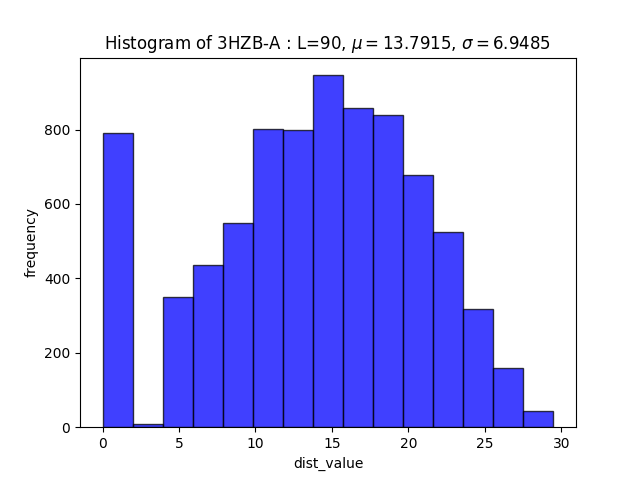 Histogram of 3HZB-A : L=90, μ = 13.7915, σ = 6.9485
frequency
800
600
400
200
0
0 5 10 15 20 25 30
dist_value